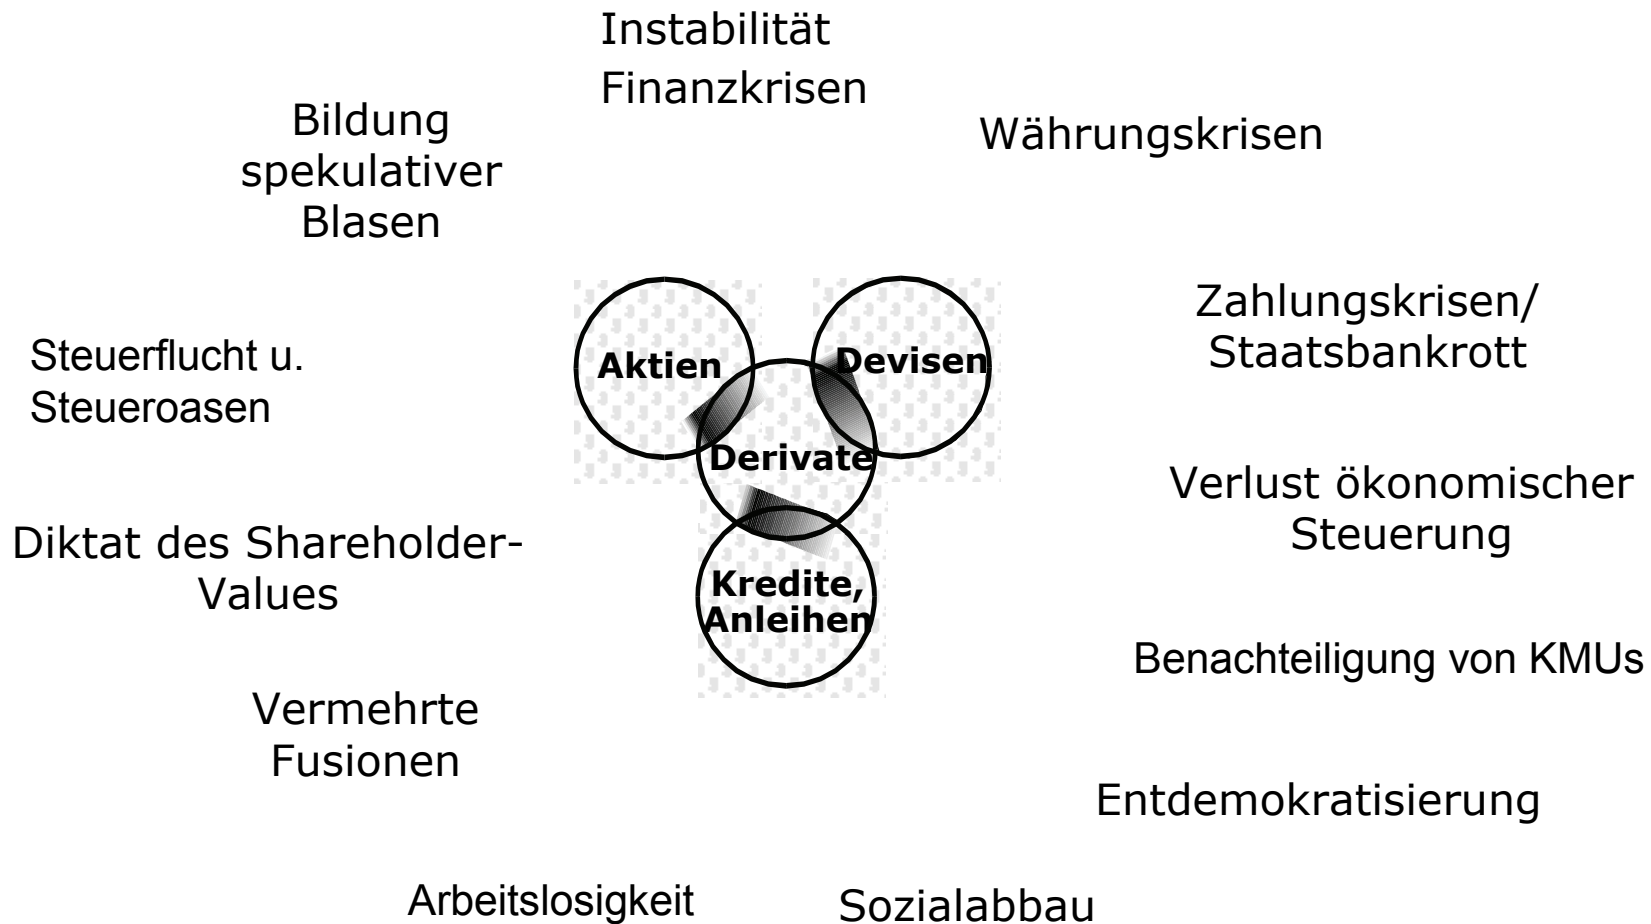 Instabilität
Finanzkrisen
Bildung
spekulativer
Blasen
Währungskrisen
Zahlungskrisen/
Staatsbankrott
Steuerflucht u.
Steueroasen
Aktien
Devisen
Derivate
Kredite,
Anleihen
Verlust ökonomischer
Steuerung
Diktat des Shareholder-
Values
Benachteiligung von KMUs
Vermehrte
Fusionen
Entdemokratisierung
Arbeitslosigkeit
Sozialabbau